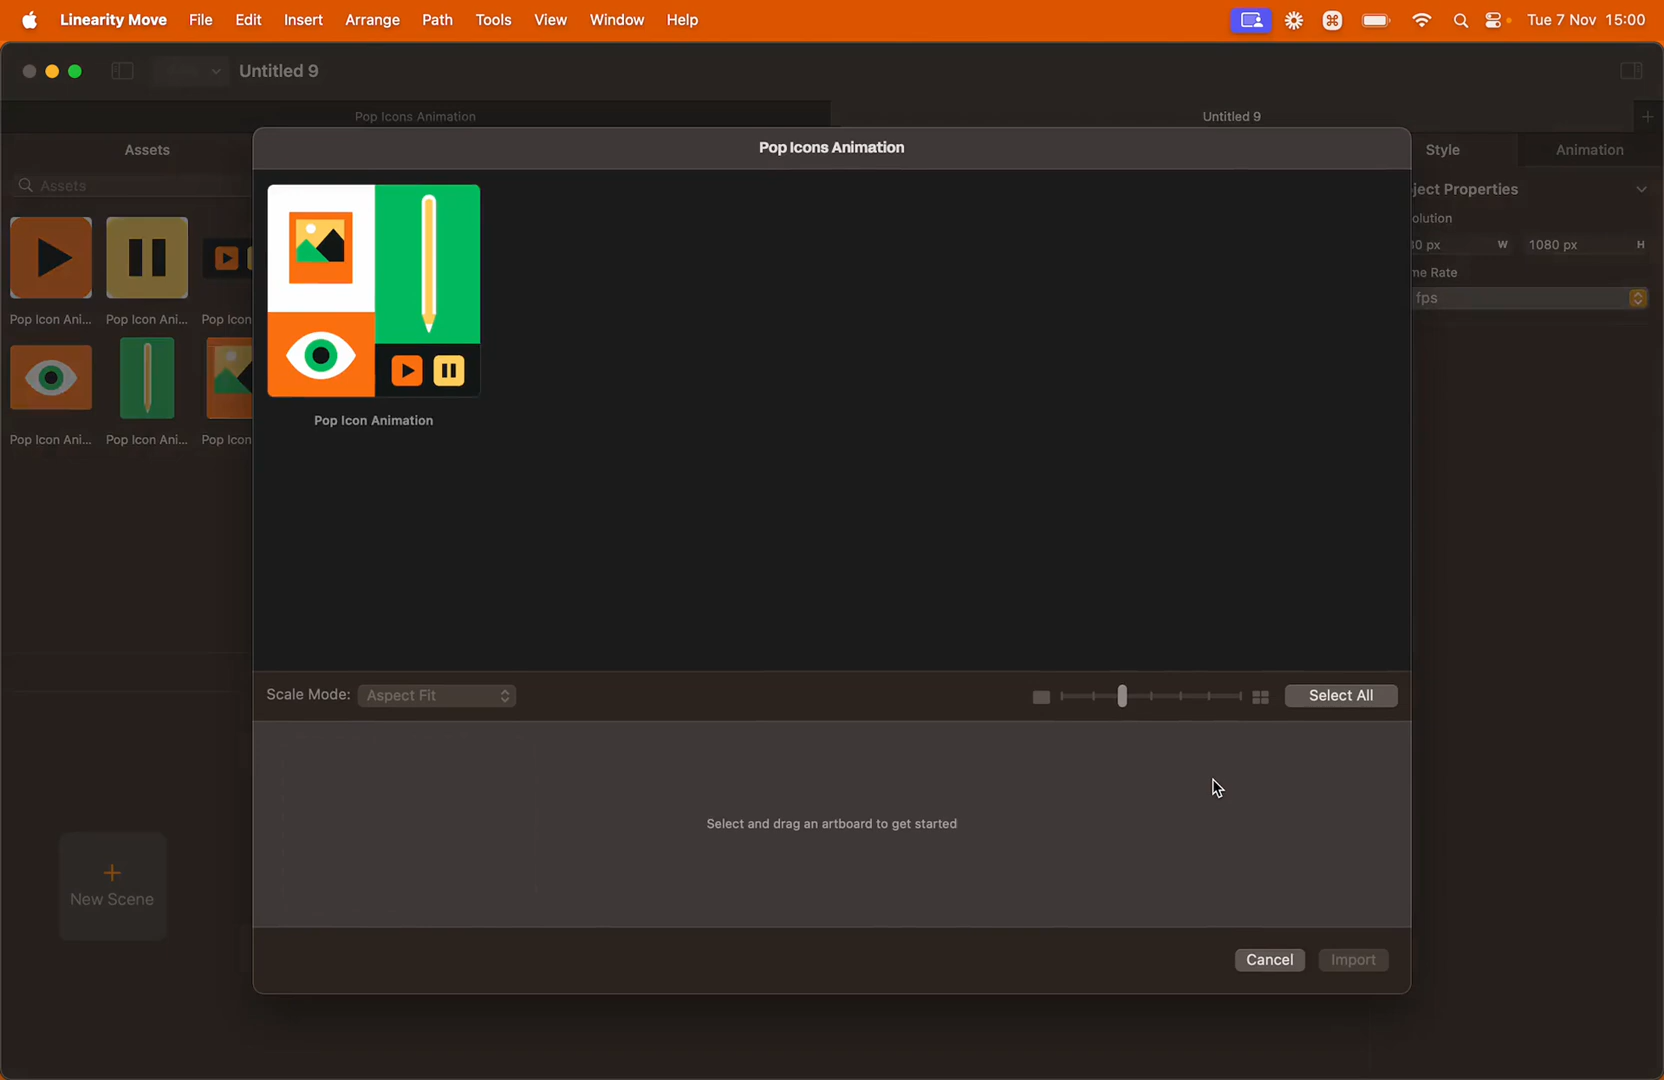 Linearity Move File Edit Insert Arrange Path Tools View Window Help Tue 7 Nov 15:00
Untitled 9
Pop Icons Animation Untitled 9
Assets
Assets
Pop Icon Ani... Pop Icon Ani... Pop Icon
Pop Icon Ani... Pop Icon Ani... Pop Icon
New Scene
Pop Icons Animation
Pop Icon Animation
Scale Mode: Aspect Fit Select All
Select and drag an artboard to get started
Cancel Import
Style Animation
ject Properties
olution
0 px W 1080 px H
me Rate
fps